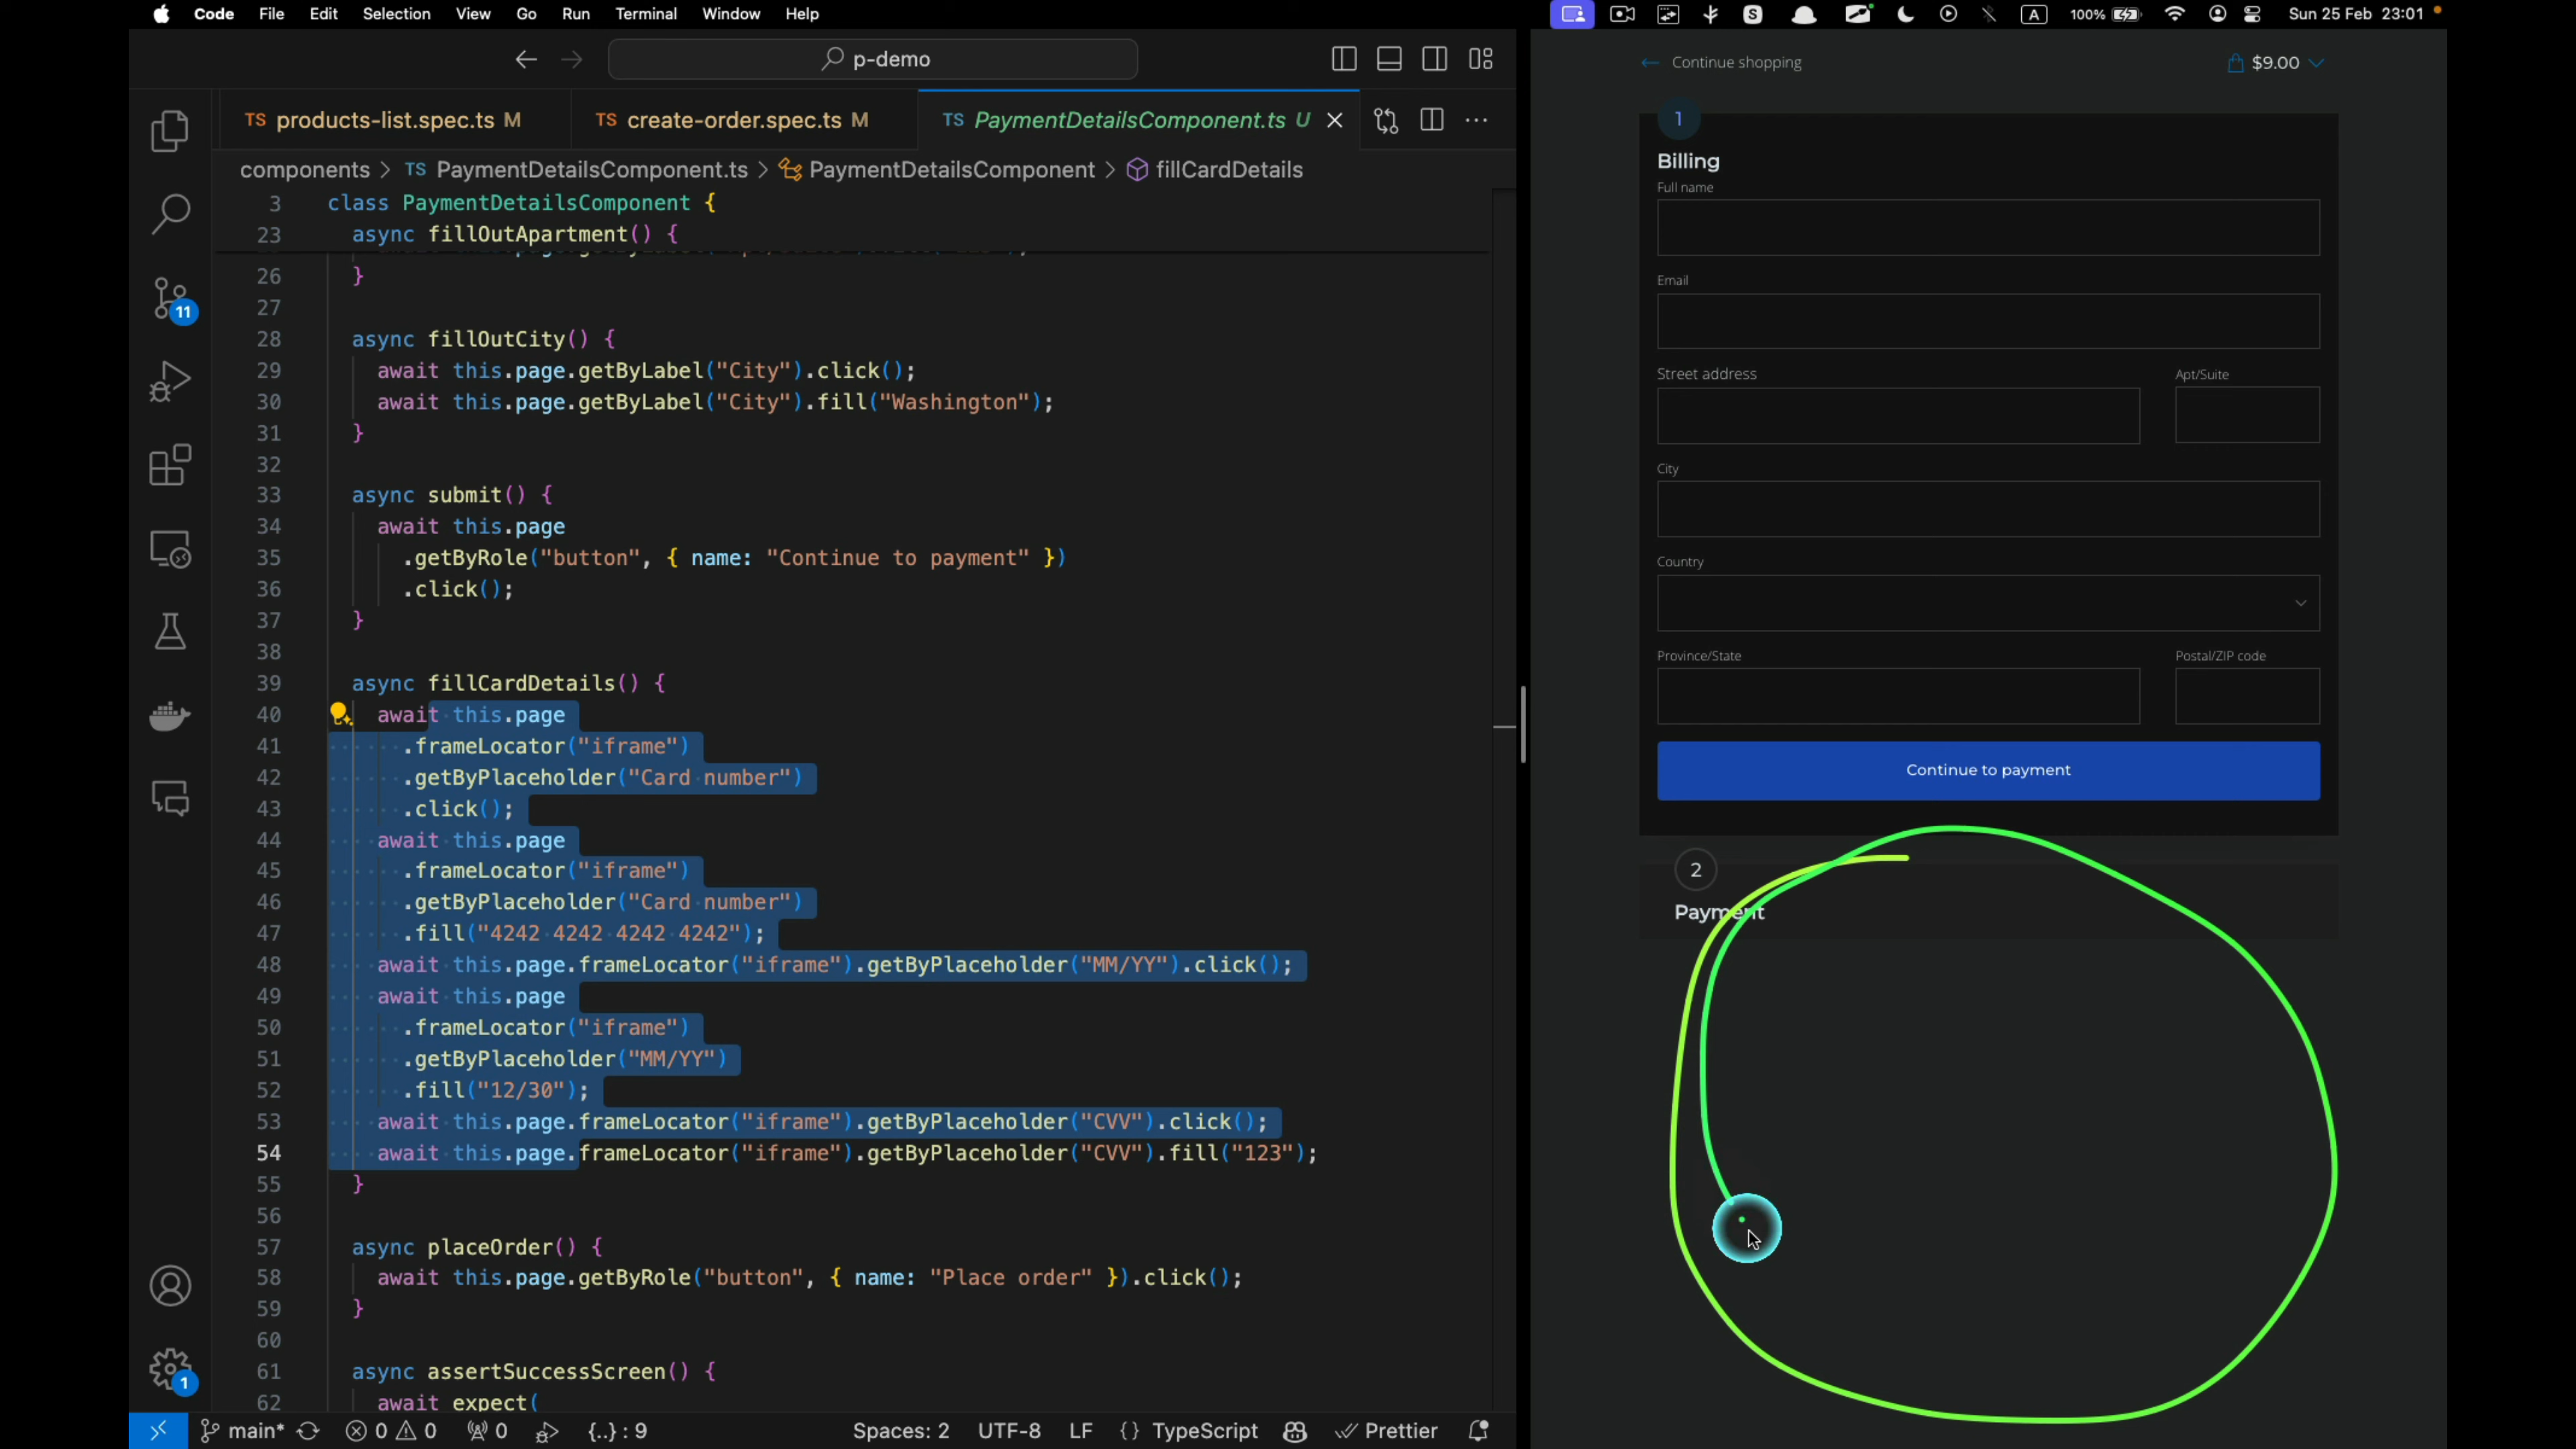 Code File Edit Selection View Go Run Terminal Window Help
S A 100% Sun 25 Feb 23:01
p-demo
TS products-list.spec.ts M TS create-order.spec.ts M TS PaymentDetailsComponent.ts U
components > TS PaymentDetailsComponent.ts > PaymentDetailsComponent > fillCardDetails
3 class PaymentDetailsComponent {
23 async fillOutApartment() {
26 }
27
28 async fillOutCity() {
29 await this.page.getByLabel("City").click();
30 await this.page.getByLabel("City").fill("Washington");
31 }
32
33 async submit() {
34 await this.page
35 .getByRole("button", { name: "Continue to payment" })
36 .click();
37 }
38
39 async fillCardDetails() {
40 await this.page
41 .frameLocator("iframe")
42 .getByPlaceholder("Card number")
43 .click();
44 await this.page
45 .frameLocator("iframe")
46 .getByPlaceholder("Card number")
47 .fill("4242 4242 4242 4242");
48 await this.page.frameLocator("iframe").getByPlaceholder("MM/YY").click();
49 await this.page
50 .frameLocator("iframe")
51 .getByPlaceholder("MM/YY")
52 .fill("12/30");
53 await this.page.frameLocator("iframe").getByPlaceholder("CVV").click();
54 await this.page.frameLocator("iframe").getByPlaceholder("CVV").fill("123");
55 }
56
57 async placeOrder() {
58 await this.page.getByRole("button", { name: "Place order" }).click();
59 }
60
61 async assertSuccessScreen() {
62 await expect(
11
1
main* 0 0 0 {..} : 9 Spaces: 2 UTF-8 LF {} TypeScript Prettier
Continue shopping $9.00
1
Billing
Full name
Email
Street address Apt/Suite
City
Country
Province/State Postal/ZIP code
Continue to payment
2
Payment